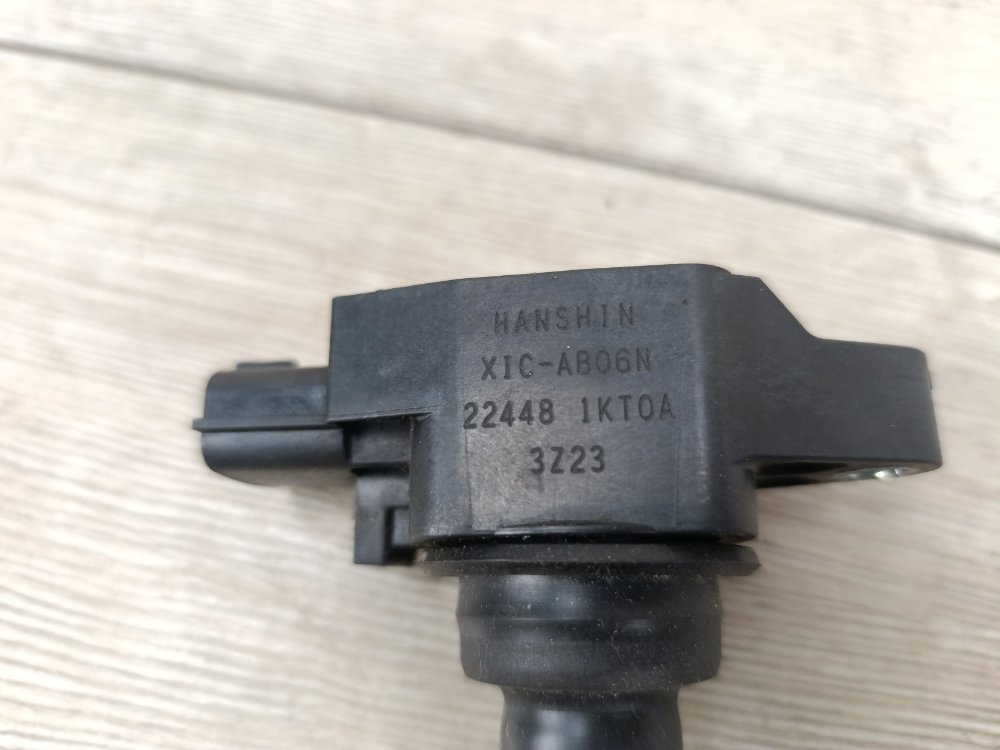 HANSHIN
XIC-AB06N
22448 1KT0A
3Z23